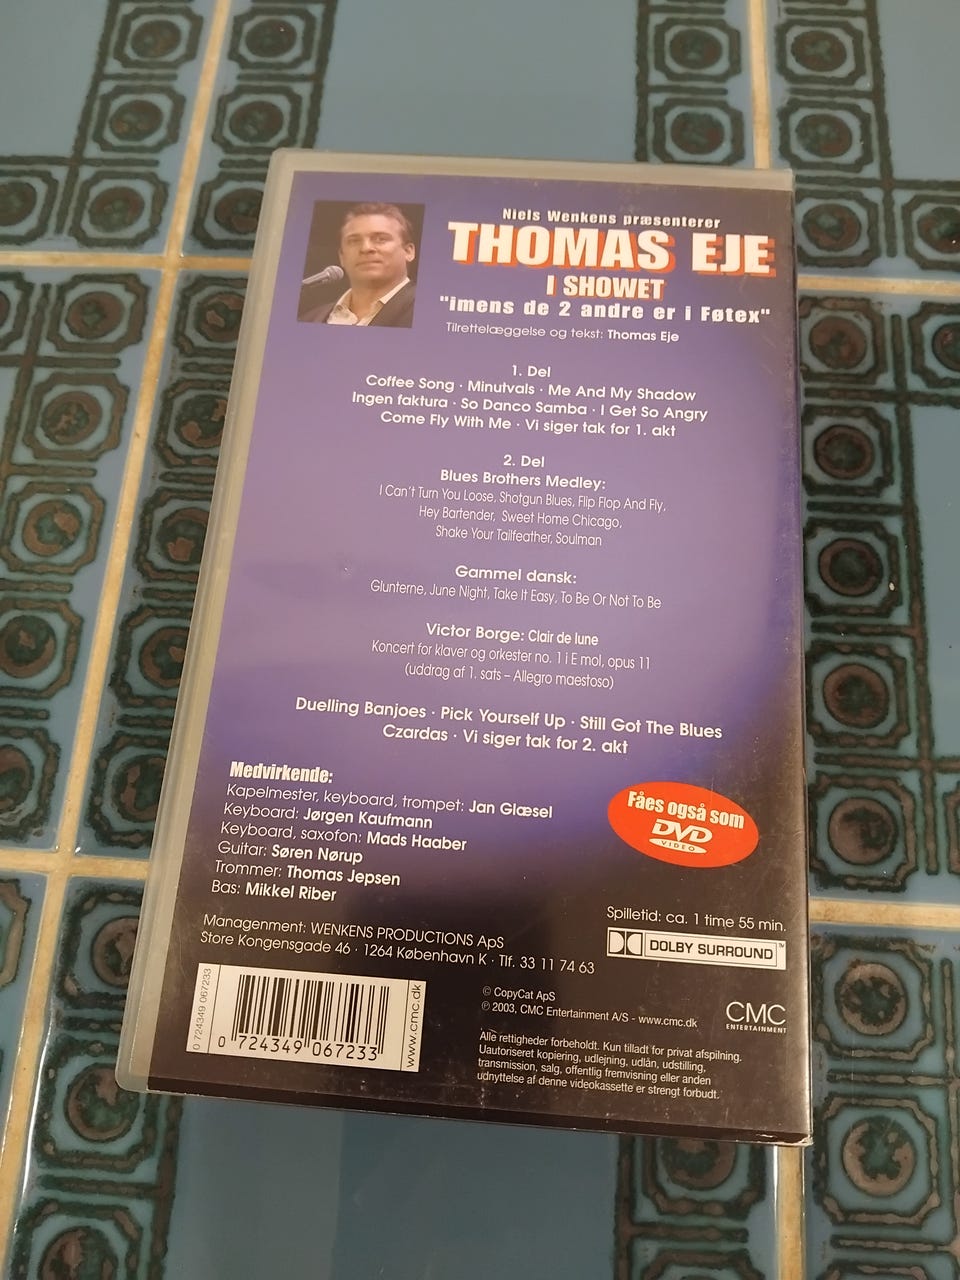 Niels Wenkens præsenterer
THOMAS EJE
I SHOWET
"imens de 2 andre er i Føtex"
Tilrettelæggelse og tekst: Thomas Eje
1. Del
Coffee Song · Minutvals · Me And My Shadow
Ingen faktura · So Danco Samba · I Get So Angry
Come Fly With Me · Vi siger tak for 1. akt
2. Del
Blues Brothers Medley:
I Can't Turn You Loose, Shotgun Blues, Flip Flop And Fly,
Hey Bartender, Sweet Home Chicago,
Shake Your Tailfeather, Soulman
Gammel dansk:
Glunterne, June Night, Take It Easy, To Be Or Not To Be
Victor Borge: Clair de lune
Koncert for klaver og orkester no. 1 i E mol, opus 11
(uddrag af 1. sats – Allegro maestoso)
Duelling Banjoes · Pick Yourself Up · Still Got The Blues
Czardas · Vi siger tak for 2. akt
Medvirkende:
Kapelmester, keyboard, trompet: Jan Glæsel
Keyboard: Jørgen Kaufmann
Keyboard, saxofon: Mads Haaber
Guitar: Søren Nørup
Trommer: Thomas Jepsen
Bas: Mikkel Riber
Fåes også som
DVD
VIDEO
Managenment: WENKENS PRODUCTIONS ApS
Store Kongensgade 46 · 1264 København K · Tlf. 33 11 74 63
Spilletid: ca. 1 time 55 min.
DOLBY SURROUND™
0 724349 067233
0 724349 067233
www.cmc.dk
© CopyCat ApS
℗ 2003, CMC Entertainment A/S - www.cmc.dk
CMC
ENTERTAINMENT
Alle rettigheder forbeholdt. Kun tilladt for privat afspilning.
Uautoriseret kopiering, udlejning, udlån, udstilling,
transmission, salg, offentlig fremvisning eller anden
udnyttelse af denne videokassette er strengt forbudt.